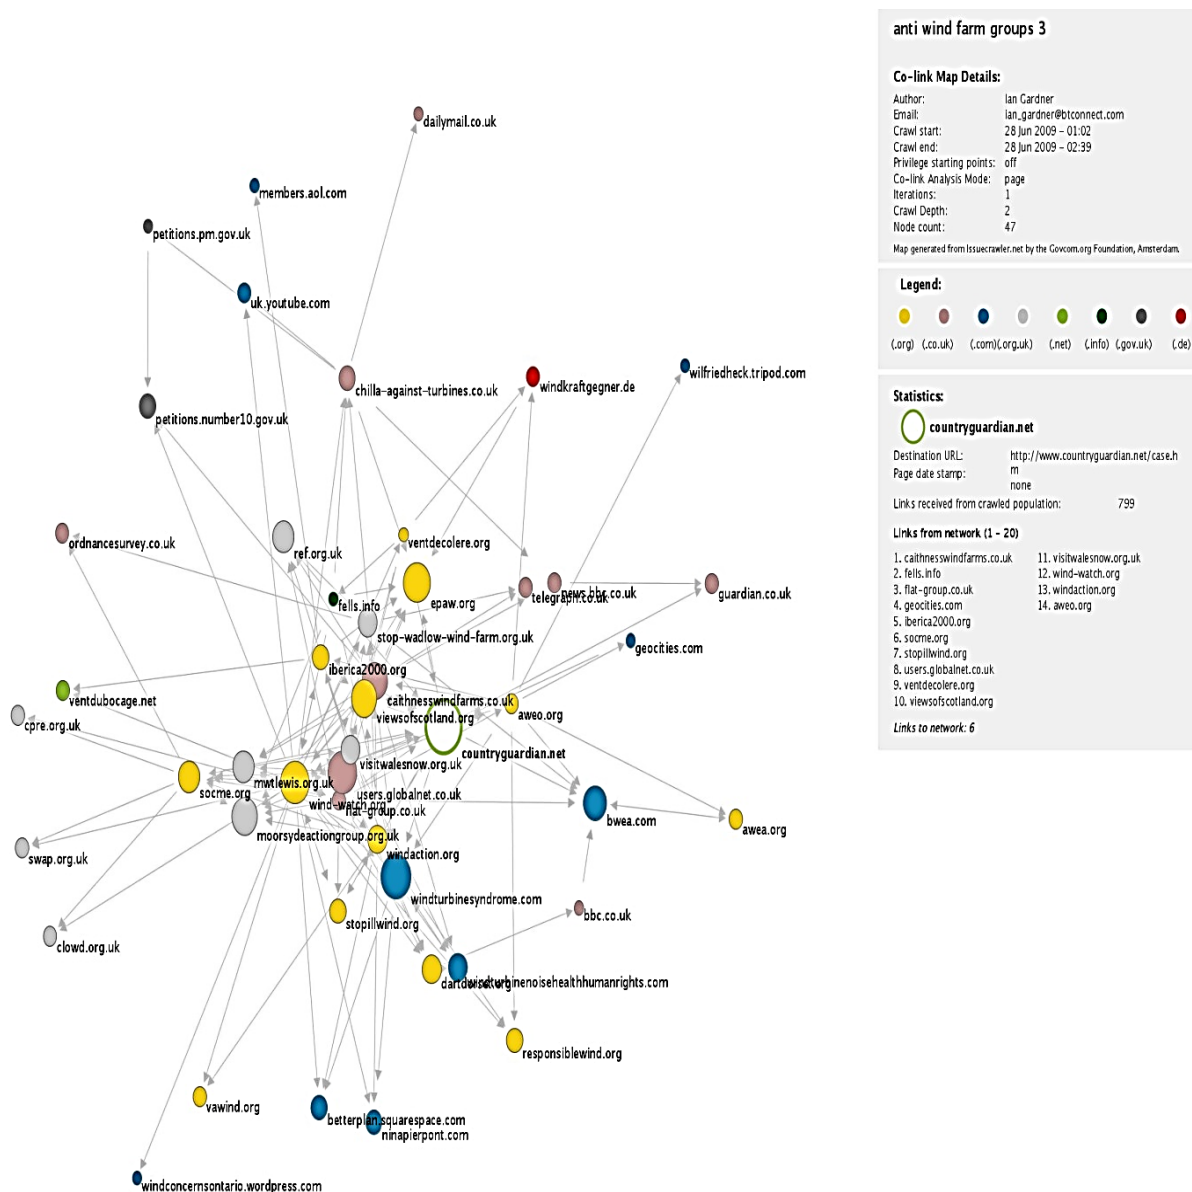 anti wind farm groups 3
Co-link Map Details:
Author: Ian Gardner
Email: ian_gardner@btconnect.com
Crawl start: 28 Jun 2009 – 01:02
Crawl end: 28 Jun 2009 – 02:39
Privilege starting points: off
Co-link Analysis Mode: page
Iterations: 1
Crawl Depth: 2
Node count: 47
Map generated from Issuecrawler.net by the Govcom.org Foundation, Amsterdam.
Legend:
(.org) (.co.uk) (.com) (.org.uk) (.net) (.info) (.gov.uk) (.de)
Statistics:
countryguardian.net
Destination URL: http://www.countryguardian.net/case.h
m
Page date stamp: none
Links received from crawled population: 799
Links from network (1 - 20)
1. caithnesswindfarms.co.uk
2. fells.info
3. flat-group.co.uk
4. geocities.com
5. iberica2000.org
6. socme.org
7. stopillwind.org
8. users.globalnet.co.uk
9. ventdecolere.org
10. viewsofscotland.org
11. visitwalesnow.org.uk
12. wind-watch.org
13. windaction.org
14. aweo.org
Links to network: 6
dailymail.co.uk
members.aol.com
petitions.pm.gov.uk
uk.youtube.com
wilfriedheck.tripod.com
windkraftgegner.de
chilla-against-turbines.co.uk
petitions.number10.gov.uk
ordnancesurvey.co.uk
ventdecolere.org
ref.org.uk
news.bbc.co.uk
guardian.co.uk
telegraph.co.uk
epaw.org
fells.info
stop-wadlow-wind-farm.org.uk
geocities.com
iberica2000.org
ventdubocage.net
caithnesswindfarms.co.uk
aweo.org
viewsofscotland.org
cpre.org.uk
countryguardian.net
visitwalesnow.org.uk
mwtlewis.org.uk
socme.org
users.globalnet.co.uk
wind-watch.org
flat-group.co.uk
bwea.com
awea.org
moorsydeactiongroup.org.uk
windaction.org
swap.org.uk
windturbinesyndrome.com
bbc.co.uk
stopillwind.org
clowd.org.uk
dartdorset.org
windturbinenoisehealthhumanrights.com
responsiblewind.org
vawind.org
betterplan.squarespace.com
ninapierpont.com
windconcernsontario.wordpress.com